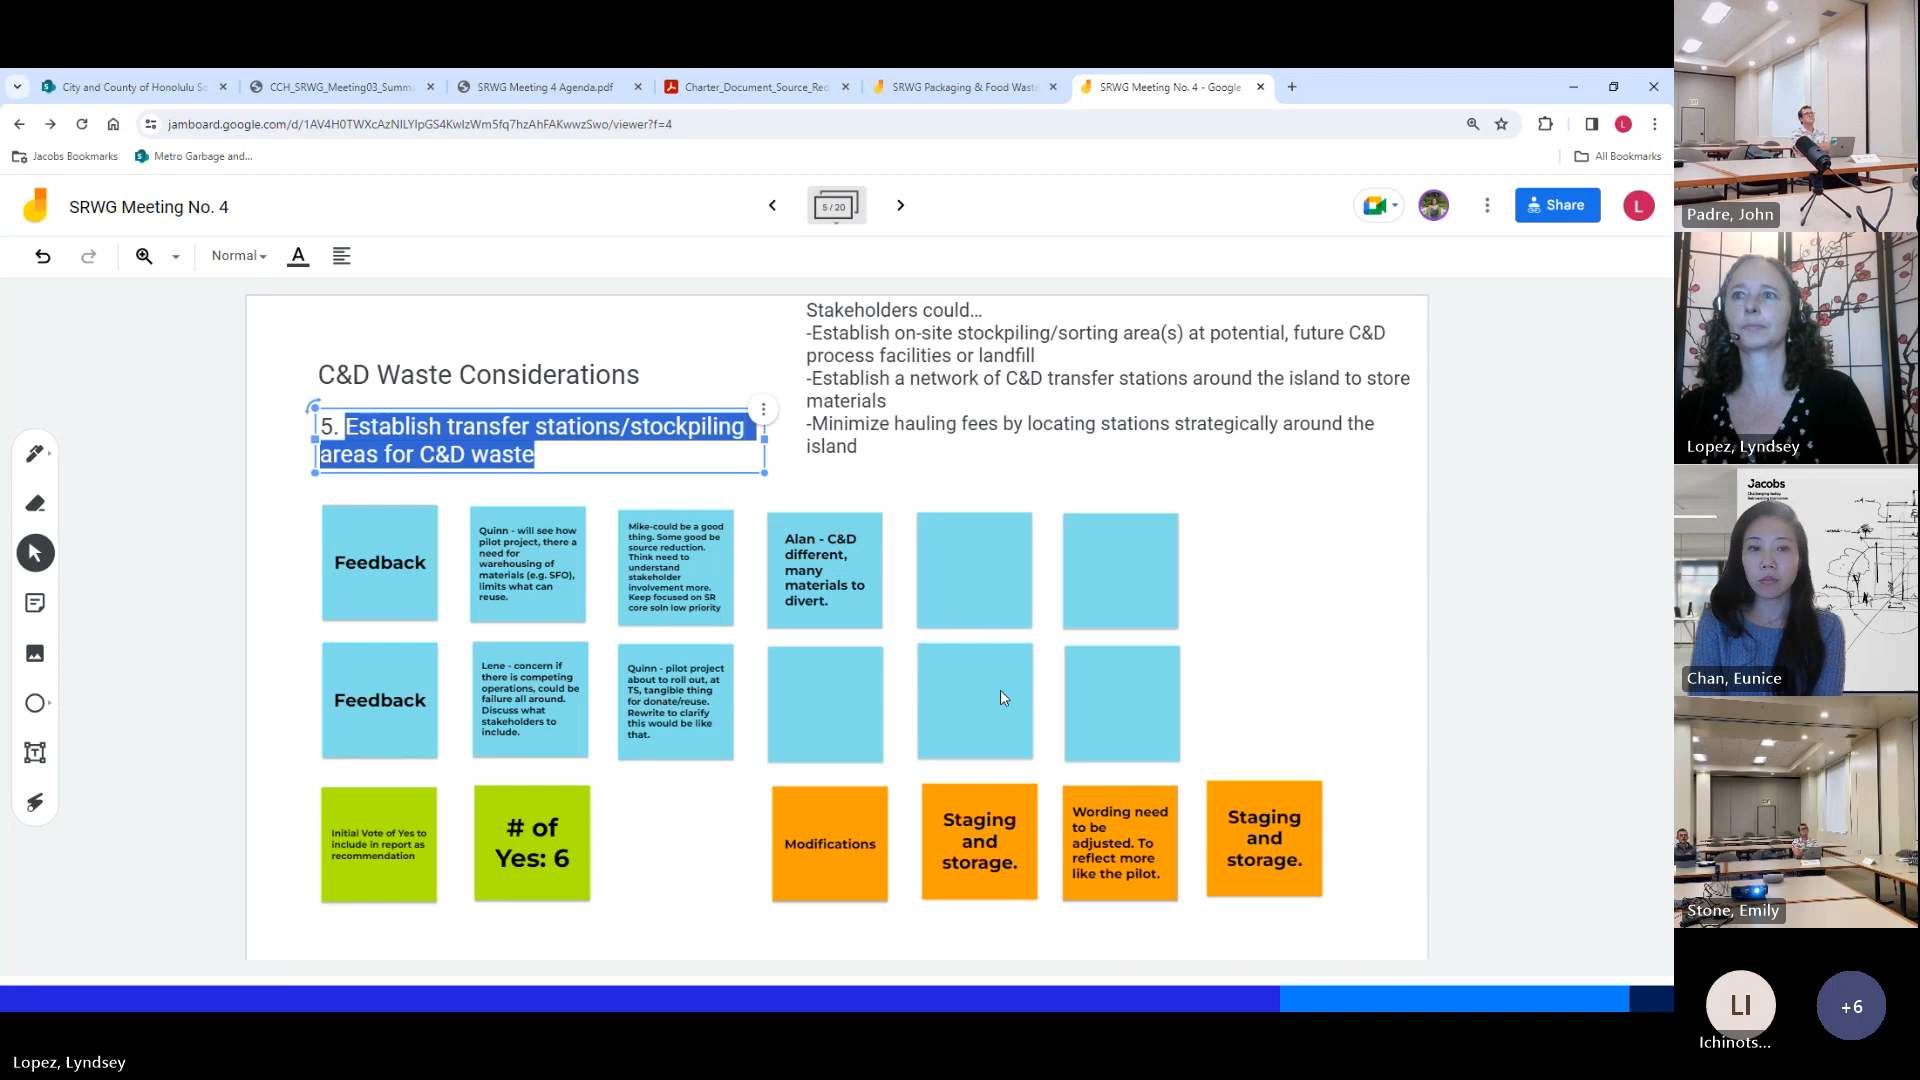 City and County of Honolulu So
CCH_SRWG_Meeting03_Summa
SRWG Meeting 4 Agenda.pdf
Charter_Document_Source_Red
SRWG Packaging & Food Waste
SRWG Meeting No. 4 - Google
jamboard.google.com/d/1AV4H0TWXcAzNILYIpGS4KwIzWm5fq7hzAhFAKwwzSwo/viewer?f=4
L
Jacobs Bookmarks
Metro Garbage and...
All Bookmarks
SRWG Meeting No. 4
5 / 20
Share
L
Normal
A
Stakeholders could...
-Establish on-site stockpiling/sorting area(s) at potential, future C&D
process facilities or landfill
-Establish a network of C&D transfer stations around the island to store
materials
-Minimize hauling fees by locating stations strategically around the
island
C&D Waste Considerations
5. Establish transfer stations/stockpiling
areas for C&D waste
Feedback
Quinn - will see how
pilot project, there a
need for
warehousing of
materials (e.g. SFO),
limits what can
reuse.
Mike-could be a good
thing. Some good be
source reduction.
Think need to
understand
stakeholder
involvement more.
Keep focused on SR
core soln low priority
Alan - C&D
different,
many
materials to
divert.
Feedback
Lene - concern if
there is competing
operations, could be
failure all around.
Discuss what
stakeholders to
include.
Quinn - pilot project
about to roll out, at
TS, tangible thing
for donate/reuse.
Rewrite to clarify
this would be like
that.
Initial Vote of Yes to
include in report as
recommendation
# of
Yes: 6
Modifications
Staging
and
storage.
Wording need
to be
adjusted. To
reflect more
like the pilot.
Staging
and
storage.
Padre, John
Lopez, Lyndsey
Jacobs
Challenging today.
Reinventing tomorrow.
Chan, Eunice
Stone, Emily
LI
Ichinots...
+6
Lopez, Lyndsey